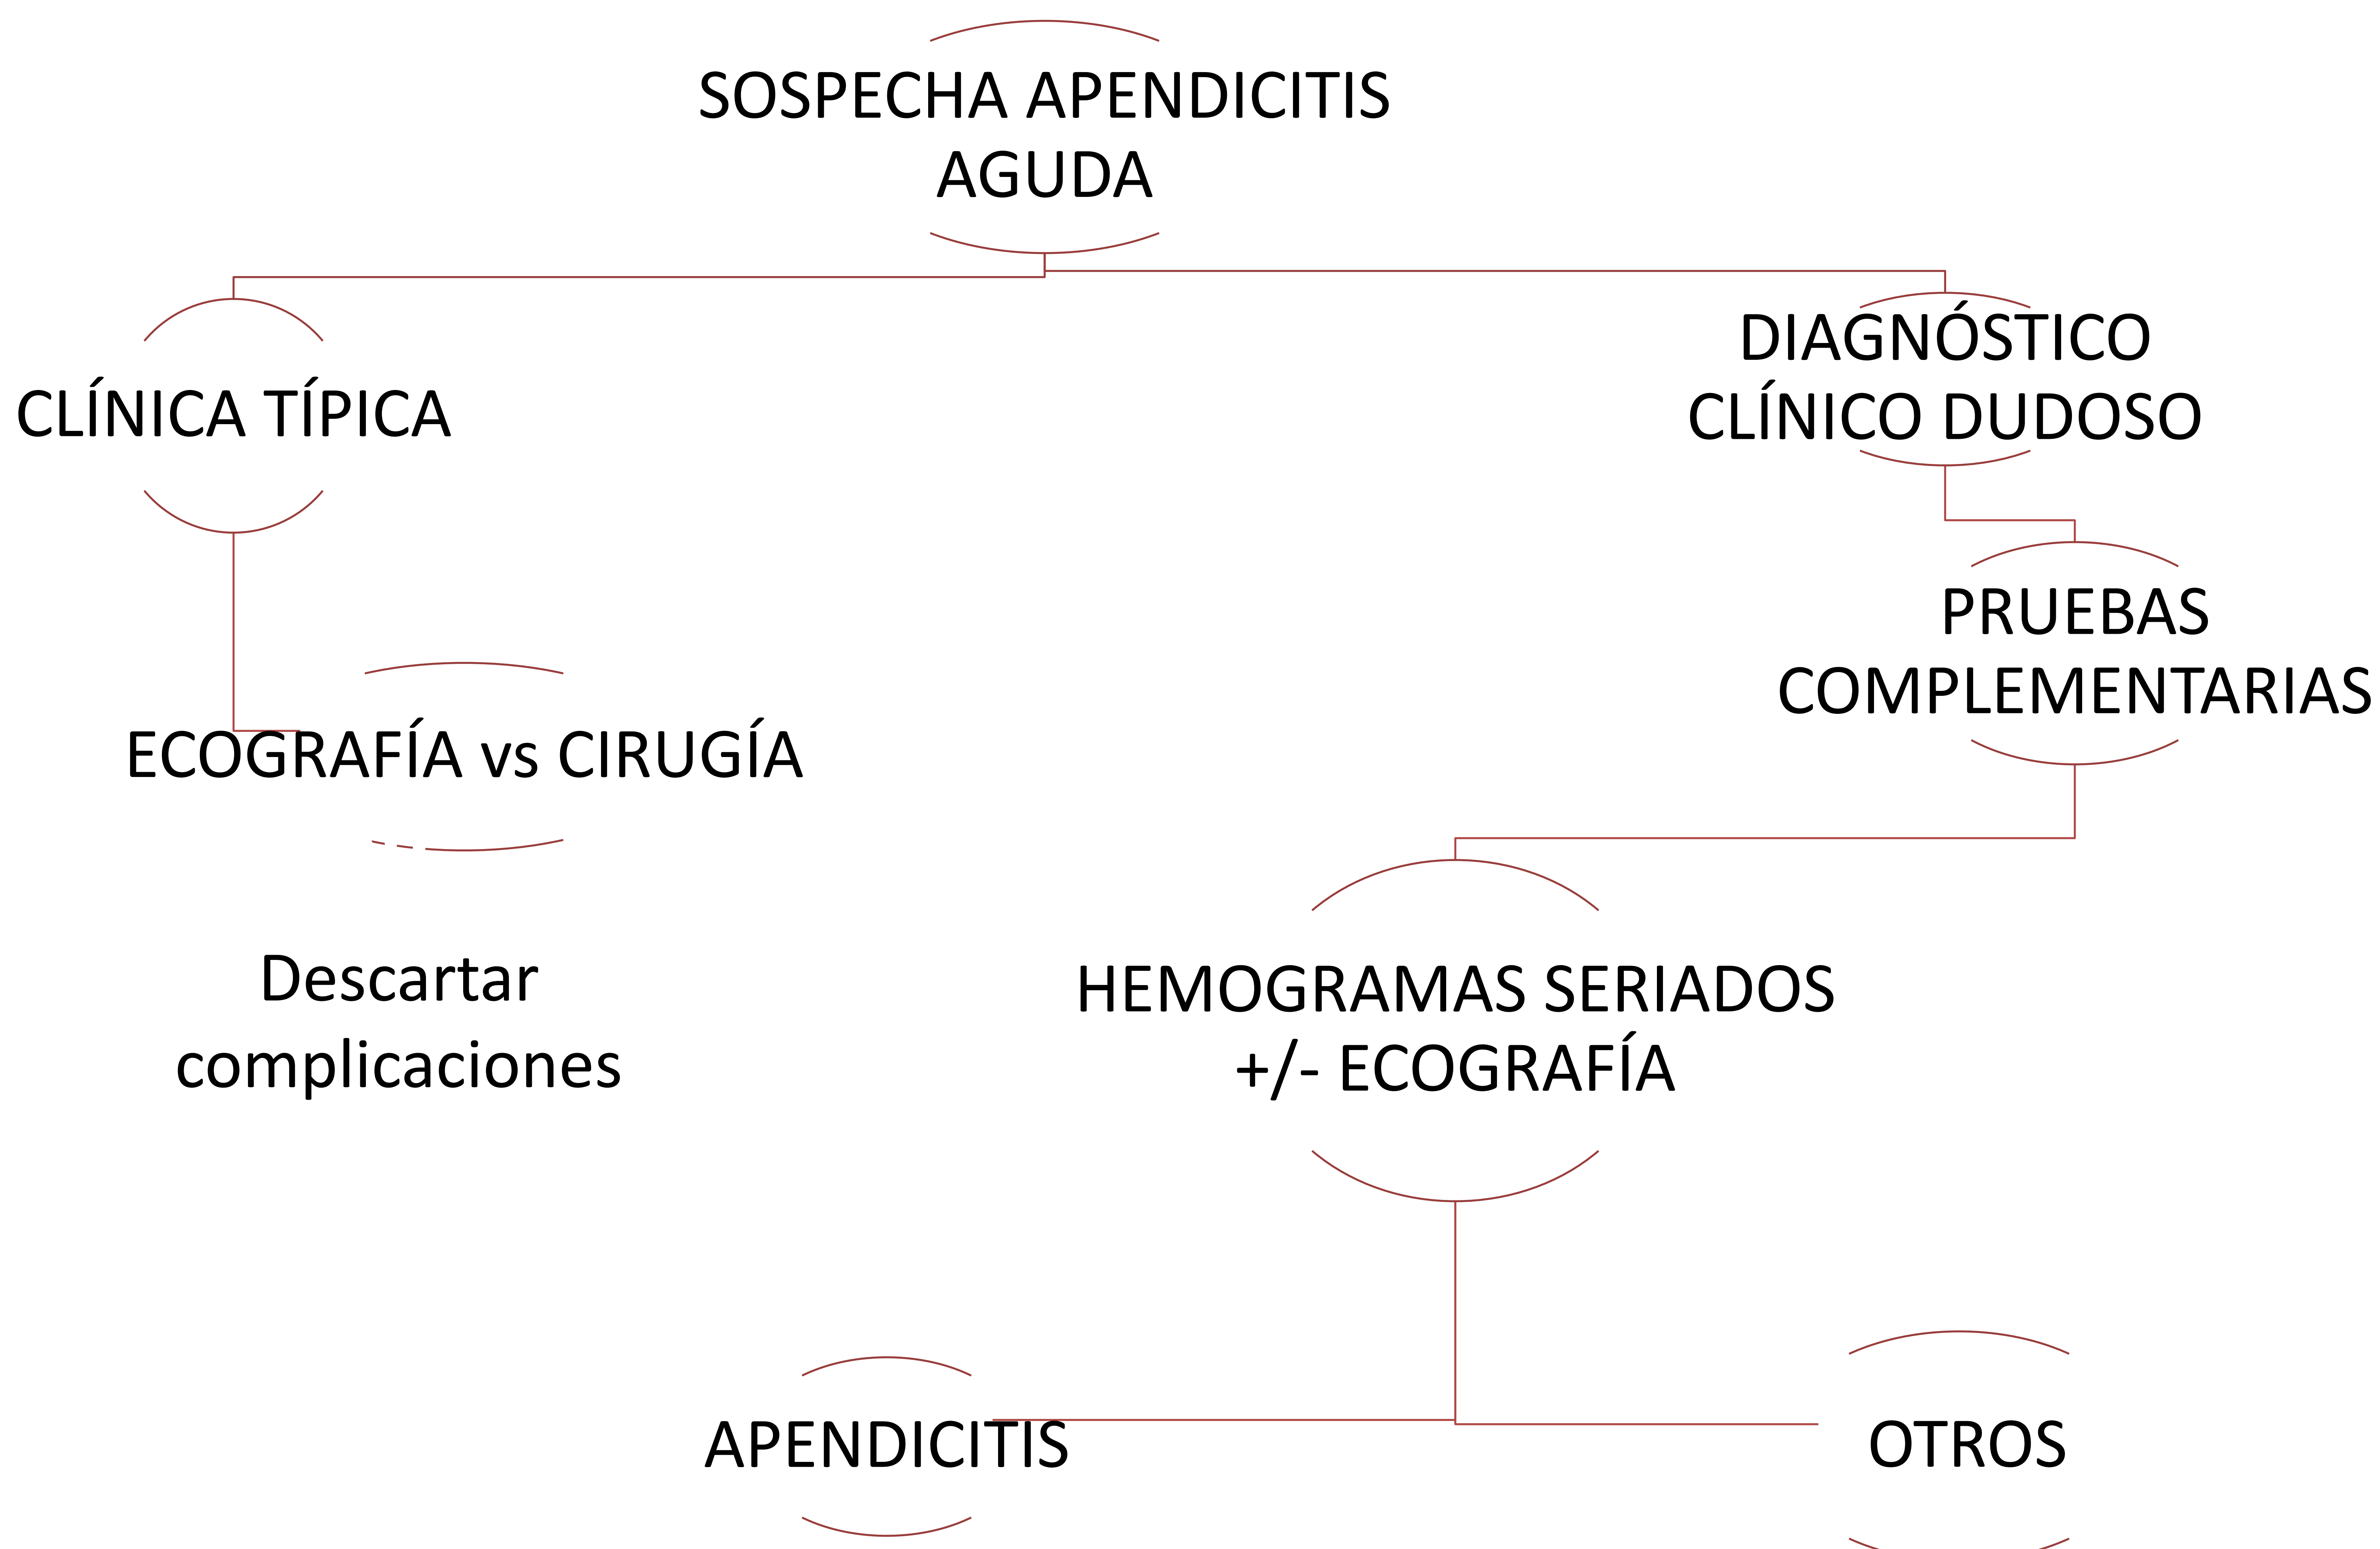 SOSPECHA APENDICITIS
AGUDA
CLÍNICA TÍPICA
DIAGNÓSTICO
CLÍNICO DUDOSO
PRUEBAS
COMPLEMENTARIAS
ECOGRAFÍA vs CIRUGÍA
Descartar
complicaciones
HEMOGRAMAS SERIADOS
+/- ECOGRAFÍA
APENDICITIS
OTROS